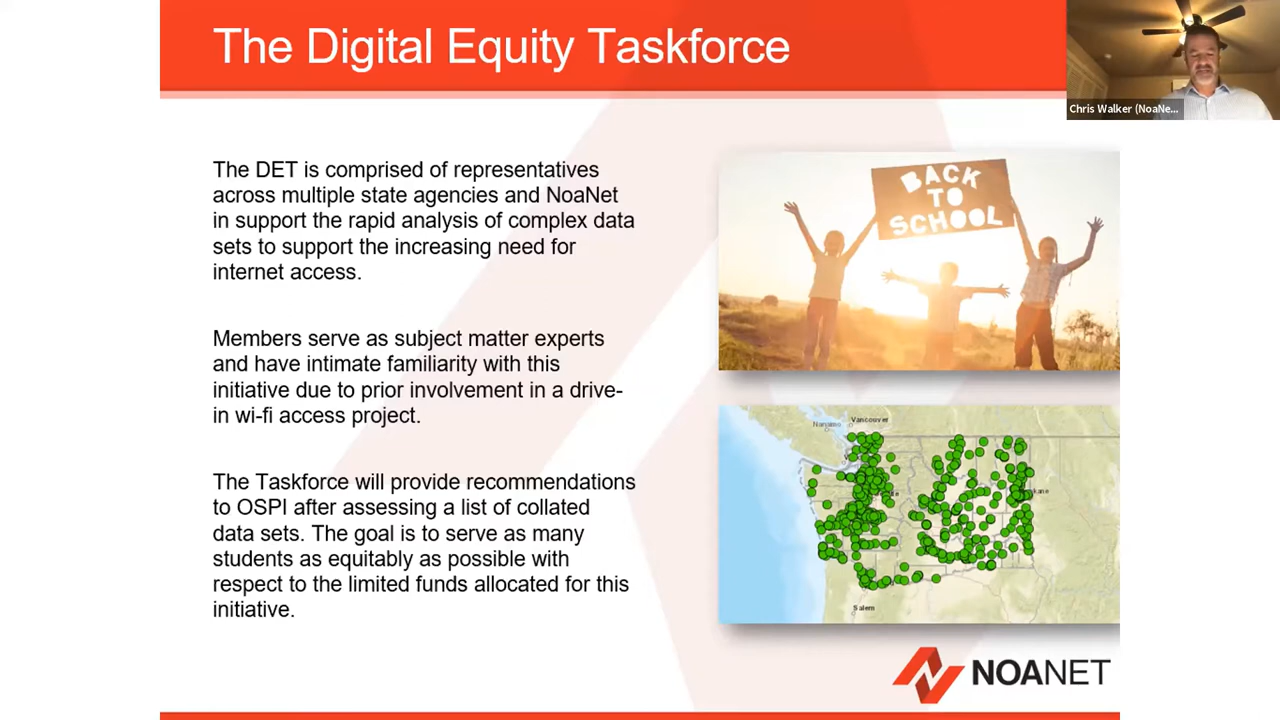 The Digital Equity Taskforce
Chris Walker (NoaNe...
The DET is comprised of representatives
across multiple state agencies and NoaNet
in support the rapid analysis of complex data
sets to support the increasing need for
internet access.
Members serve as subject matter experts
and have intimate familiarity with this
initiative due to prior involvement in a drive-
in wi-fi access project.
The Taskforce will provide recommendations
to OSPI after assessing a list of collated
data sets. The goal is to serve as many
students as equitably as possible with
respect to the limited funds allocated for this
initiative.
BACK
TO
SCHOOL
Vancouver
Nanaimo
Salem
NOANET